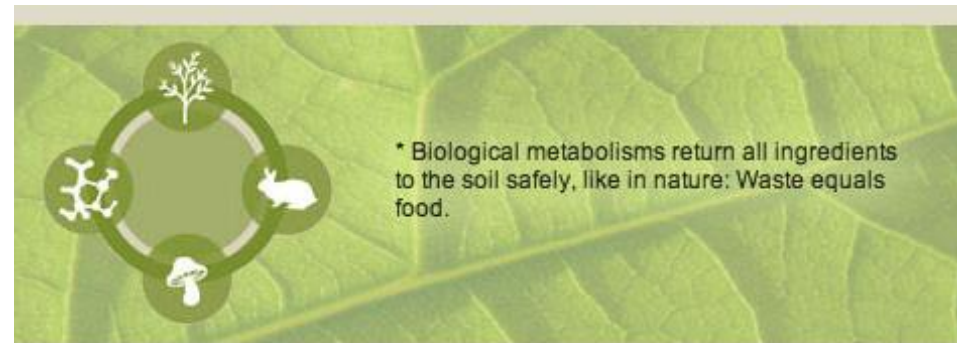 * Biological metabolisms return all ingredients
to the soil safely, like in nature: Waste equals
food.